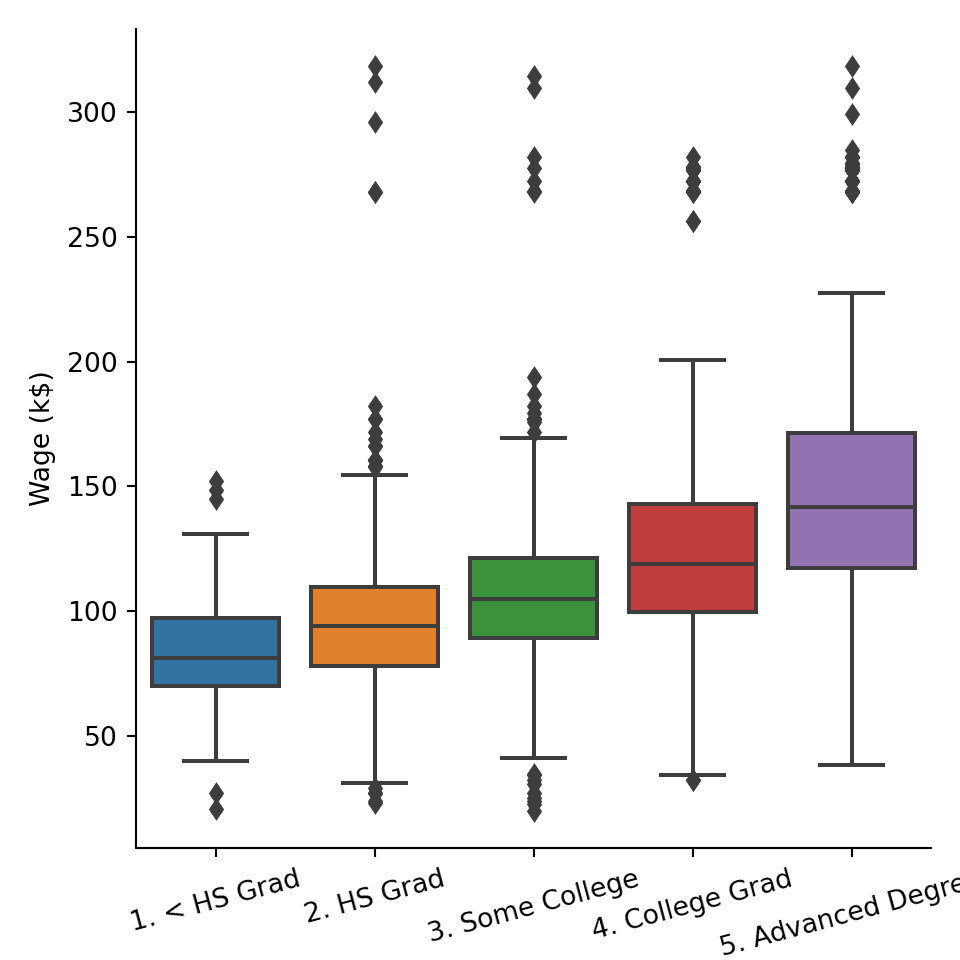 300
250
200
150
100
50
Wage (k$)
1. < HS Grad
2. HS Grad
3. Some College
4. College Grad
5. Advanced Degre